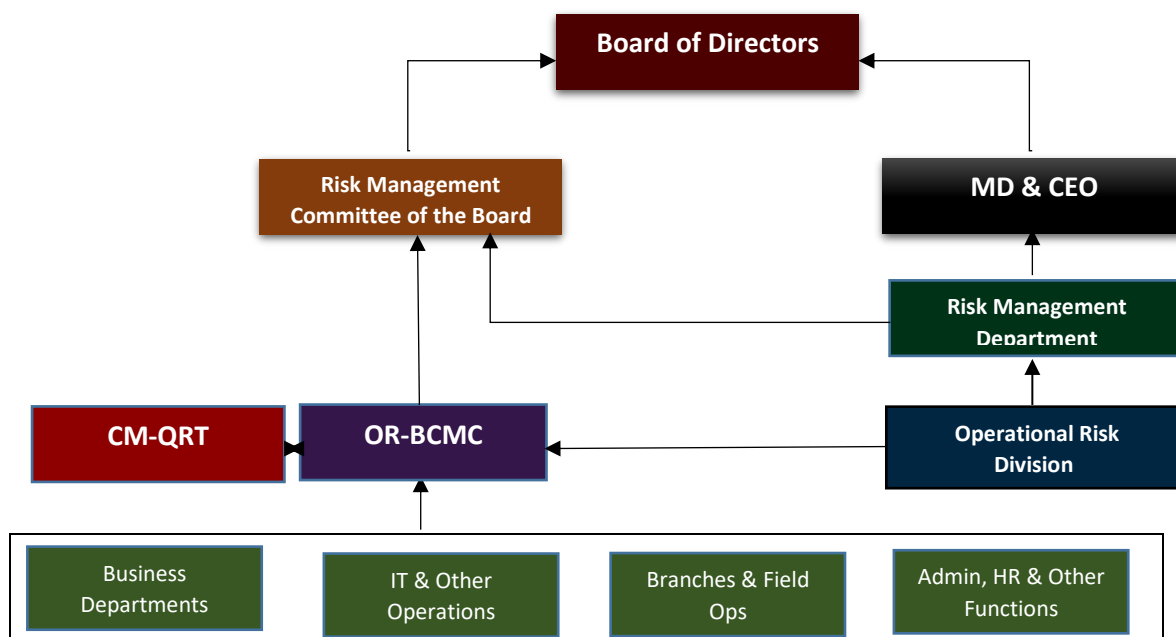 Board of Directors
Risk Management
Committee of the Board
MD & CEO
Risk Management
Department
CM-QRT
OR-BCMC
Operational Risk
Division
Business
Departments
IT & Other
Operations
Branches & Field
Ops
Admin, HR & Other
Functions